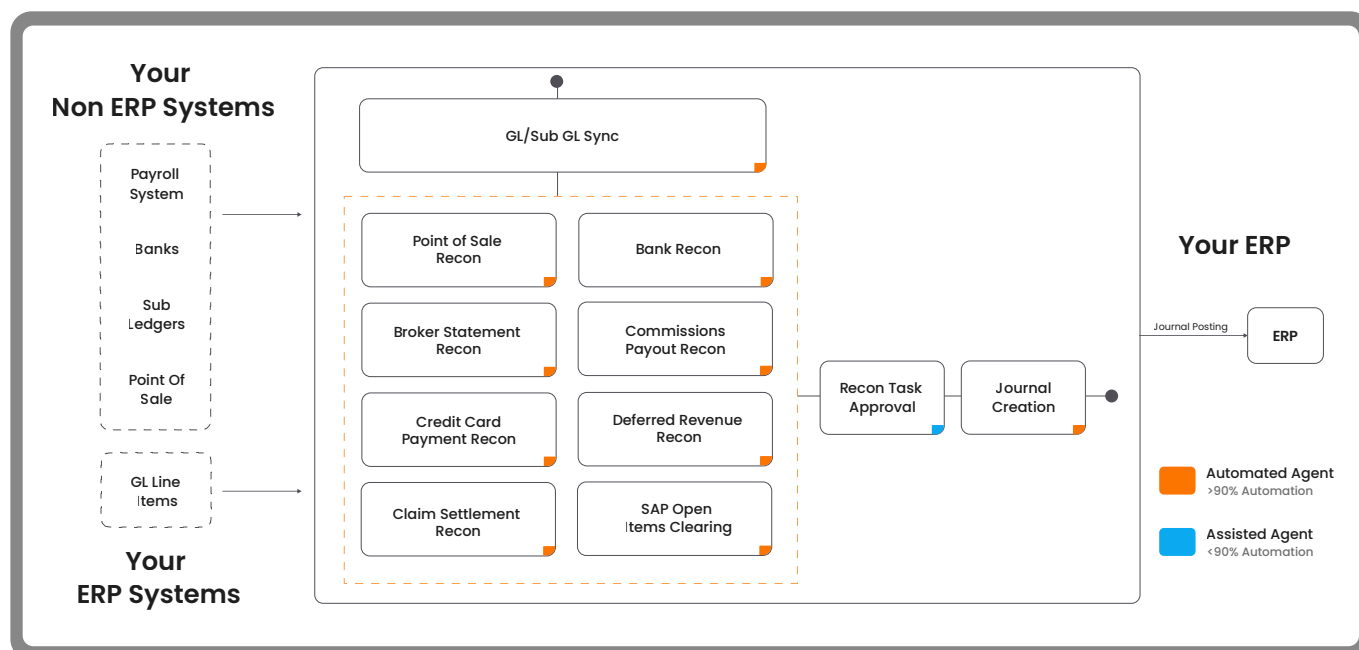 Your
Non ERP Systems
Payroll
System
Banks
Sub
Ledgers
Point Of
Sale
GL Line
Items
Your
ERP Systems
GL/Sub GL Sync
Point of Sale
Recon
Bank Recon
Broker Statement
Recon
Commissions
Payout Recon
Credit Card
Payment Recon
Deferred Revenue
Recon
Claim Settlement
Recon
SAP Open
Items Clearing
Recon Task
Approval
Journal
Creation
Your ERP
Journal Posting
ERP
Automated Agent
>90% Automation
Assisted Agent
<90% Automation